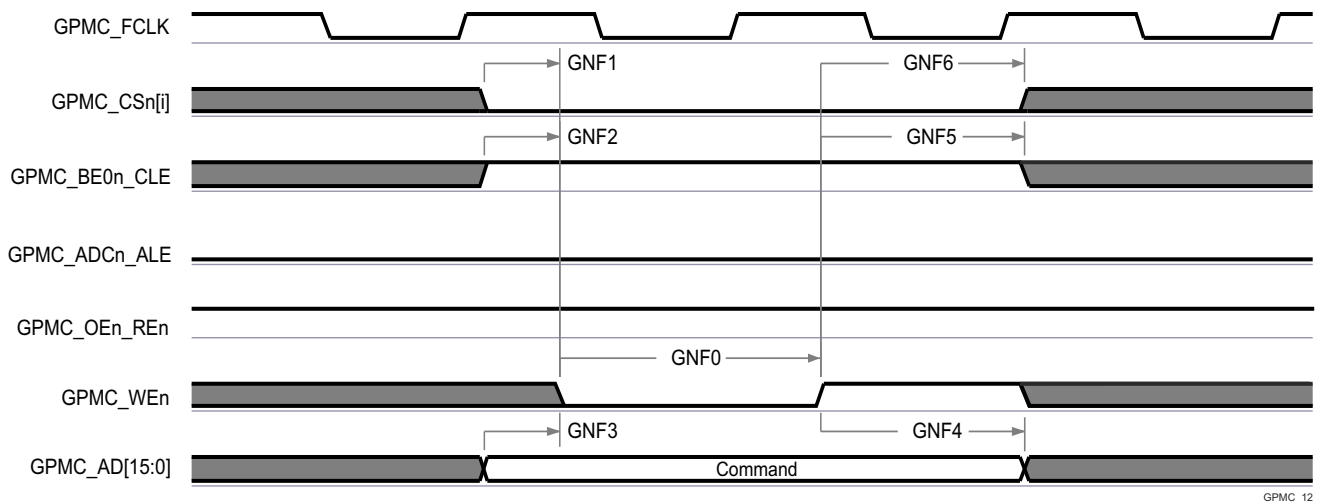 GPMC_FCLK
GNF1
GNF6
GPMC_CSn[i]
GNF2
GNF5
GPMC_BE0n_CLE
GPMC_ADCn_ALE
GPMC_OEn_REn
GNF0
GPMC_WEn
GNF3
GNF4
GPMC_AD[15:0]
Command
GPMC_12